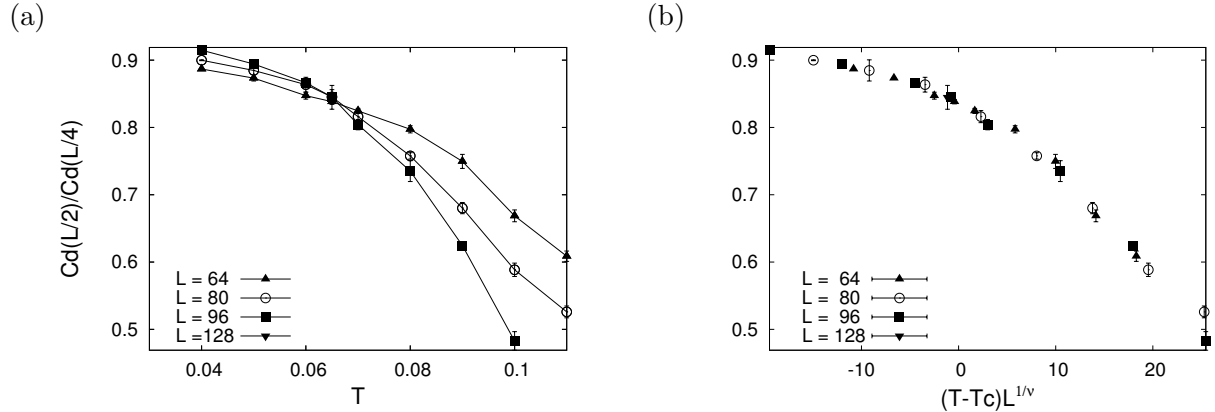 (a)
Cd(L/2)/Cd(L/4)
0.9
0.8
0.7
0.6
0.5
L = 64
L = 80
L = 96
L =128
0.04 0.06 0.08 0.1
T
(b)
0.9
0.8
0.7
0.6
0.5
L = 64
L = 80
L = 96
L =128
-10 0 10 20
(T-Tc)L^{1/ν}